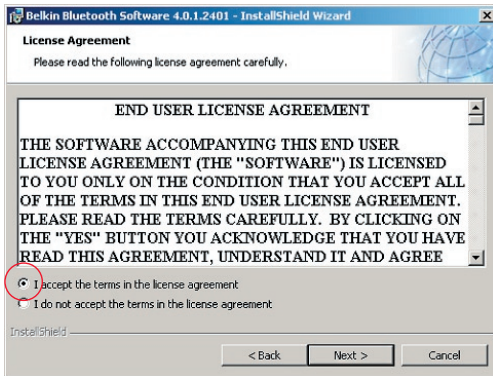 Belkin Bluetooth Software 4.0.1.2401 - InstallShield Wizard
License Agreement
Please read the following license agreement carefully.
END USER LICENSE AGREEMENT
THE SOFTWARE ACCOMPANYING THIS END USER
LICENSE AGREEMENT (THE "SOFTWARE") IS LICENSED
TO YOU ONLY ON THE CONDITION THAT YOU ACCEPT ALL
OF THE TERMS IN THIS END USER LICENSE AGREEMENT.
PLEASE READ THE TERMS CAREFULLY.  BY CLICKING ON
THE "YES" BUTTON YOU ACKNOWLEDGE THAT YOU HAVE
READ THIS AGREEMENT, UNDERSTAND IT AND AGREE
I accept the terms in the license agreement
I do not accept the terms in the license agreement
InstallShield
< Back Next > Cancel